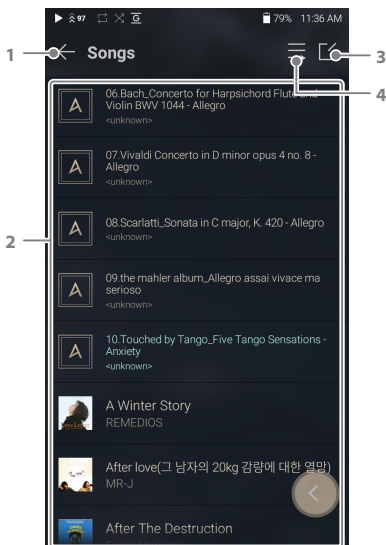 97 G 79% 11:36 AM
1 Songs 3
4
06.Bach_Concerto for Harpsichord Flute and
Violin BWV 1044 - Allegro
<unknown>
07.Vivaldi Concerto in D minor opus 4 no. 8 -
Allegro
<unknown>
2
08.Scarlatti_Sonata in C major, K. 420 - Allegro
<unknown>
09.the mahler album_Allegro assai vivace ma
serioso
<unknown>
10.Touched by Tango_Five Tango Sensations -
Anxiety
<unknown>
A Winter Story
REMEDIOS
After love(그 남자의 20kg 감량에 대한 열망)
MR-J
After The Destruction